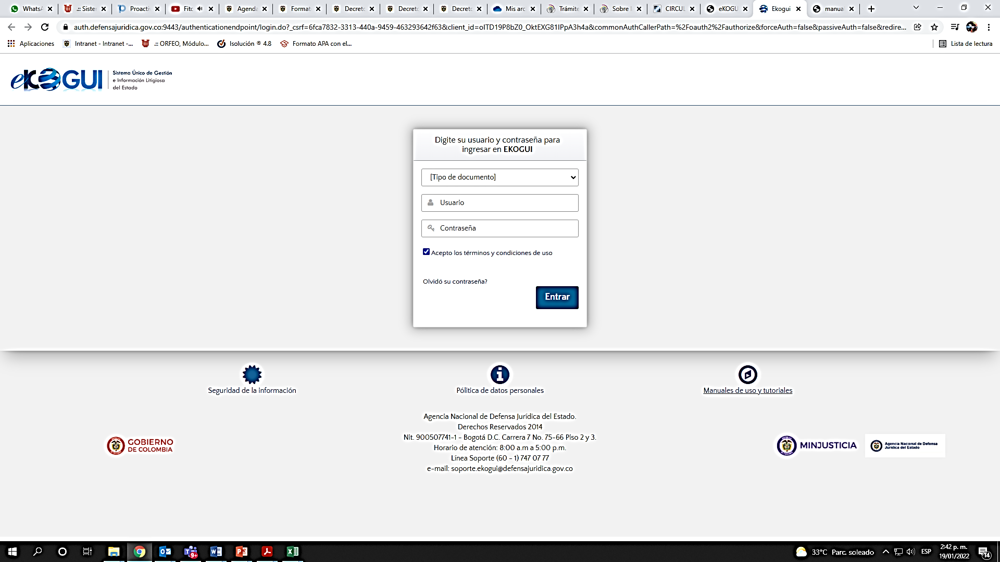 WhatsA
.:: Siste
Proacti
Fitc
Agenda
Format
Decreto
Decreto
Decreto
Mis arc
Trámite
Sobre l
CIRCUL
eKOGU
Ekogui
manua
auth.defensajuridica.gov.co:9443/authenticationendpoint/login.do?_csrf=6fca7832-3313-440a-9459-463293642f63&client_id=oITD19P8bZ0_OktEXG81IPpA3h4a&commonAuthCallerPath=%2Foauth2%2Fauthorize&forceAuth=false&passiveAuth=false&redire...
Aplicaciones
Intranet - Intranet -...
.:: ORFEO, Módulo...
Isolución ® 4.8
Formato APA con el...
Lista de lectura
eKOGUI
Sistema Único de Gestión
e Información Litigiosa
del Estado
Digite su usuario y contraseña para
ingresar en EKOGUI
[Tipo de documento]
Usuario
Contraseña
Acepto los términos y condiciones de uso
Olvidó su contraseña?
Entrar
Seguridad de la información
Pólitica de datos personales
Manuales de uso y tutoriales
Agencia Nacional de Defensa Jurídica del Estado.
Derechos Reservados 2014
Nit. 900507741-1 - Bogotá D.C. Carrera 7 No. 75-66 Piso 2 y 3.
Horario de atención: 8:00 a.m a 5:00 p.m.
Línea Soporte (60 - 1) 747 07 77
e-mail: soporte.ekogui@defensajuridica.gov.co
GOBIERNO
DE COLOMBIA
MINJUSTICIA
Agencia Nacional de Defensa
Jurídica del Estado
9+
33°C Parc. soleado
ESP
2:42 p. m.
19/01/2022
14